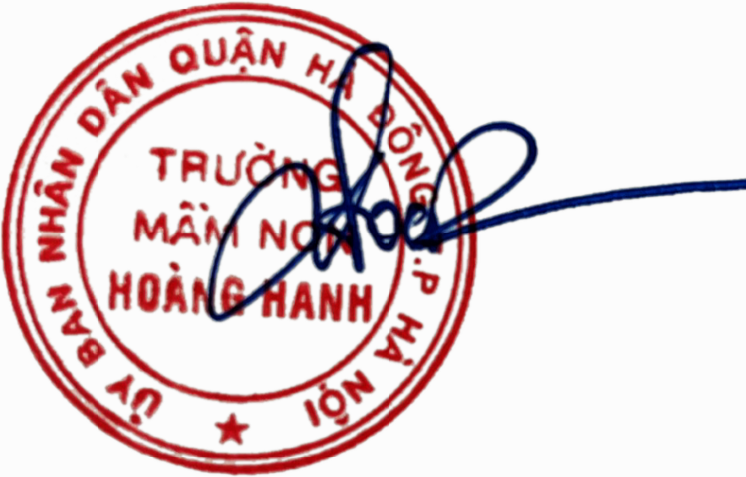 ỦY BAN NHÂN DÂN QUẬN HÀ ĐÔNG T.P HÀ NỘI
TRƯỜNG
MẦM NON
HOÀNG HANH